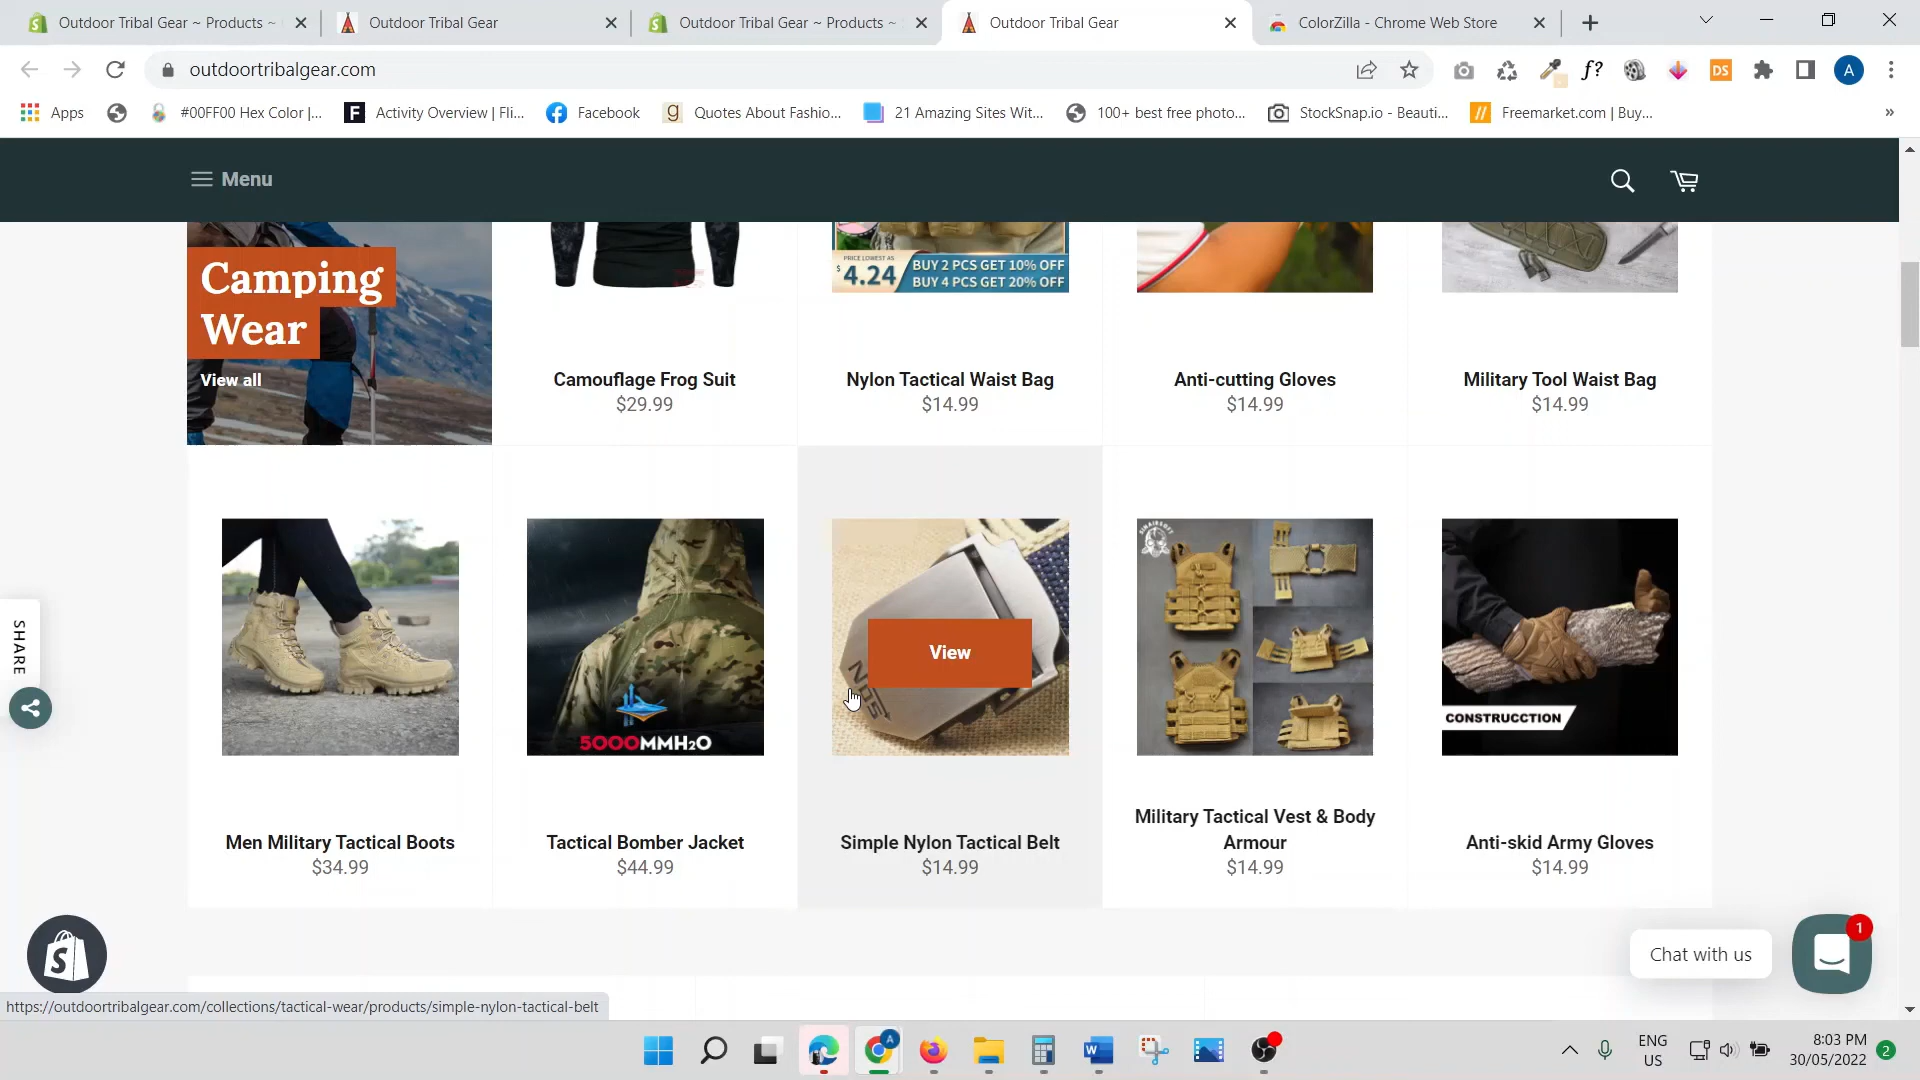 Outdoor Tribal Gear ~ Products ~
Outdoor Tribal Gear
Outdoor Tribal Gear ~ Products ~
Outdoor Tribal Gear
ColorZilla - Chrome Web Store
outdoortribalgear.com
f?
DS
A
Apps
#00FF00 Hex Color |...
F
Activity Overview | Fli...
Facebook
g
Quotes About Fashio...
21 Amazing Sites Wit...
100+ best free photo...
StockSnap.io - Beauti...
Freemarket.com | Buy...
»
Menu
Camping
Wear
View all
PRICE LOWEST AS
$4.24
BUY 2 PCS GET 10% OFF
BUY 4 PCS GET 20% OFF
Camouflage Frog Suit
$29.99
Nylon Tactical Waist Bag
$14.99
Anti-cutting Gloves
$14.99
Military Tool Waist Bag
$14.99
5000MMH2O
View
CONSTRUCCTION
Men Military Tactical Boots
$34.99
Tactical Bomber Jacket
$44.99
Simple Nylon Tactical Belt
$14.99
Military Tactical Vest & Body
Armour
$14.99
Anti-skid Army Gloves
$14.99
SHARE
Chat with us
1
https://outdoortribalgear.com/collections/tactical-wear/products/simple-nylon-tactical-belt
A
W
ENG
US
8:03 PM
30/05/2022
2